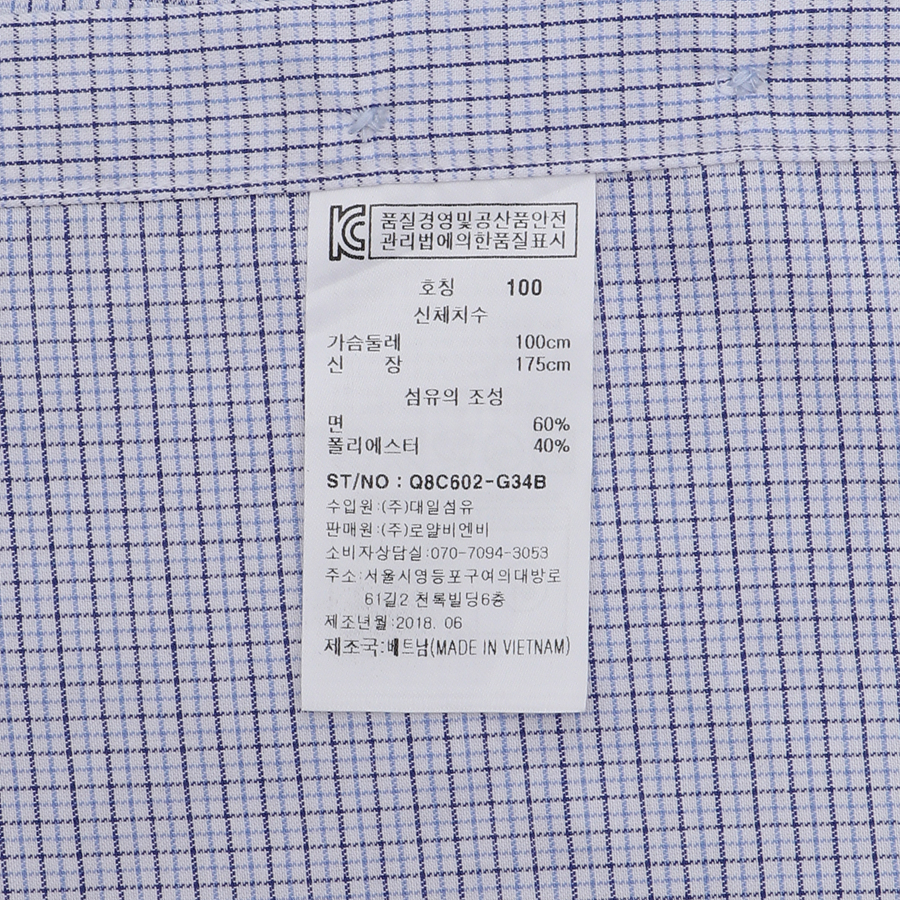 KC 품질경영및공산품안전
관리법에의한품질표시
호칭 100
신체치수
가슴둘레 100cm
신 장 175cm
섬유의 조성
면 60%
폴리에스터 40%
ST/NO : Q8C602-G34B
수입원:(주)대일섬유
판매원:(주)로얄비엔비
소비자상담실:070-7094-3053
주소:서울시영등포구여의대방로
61길2 천록빌딩6층
제조년월:2018. 06
제조국:베트남(MADE IN VIETNAM)